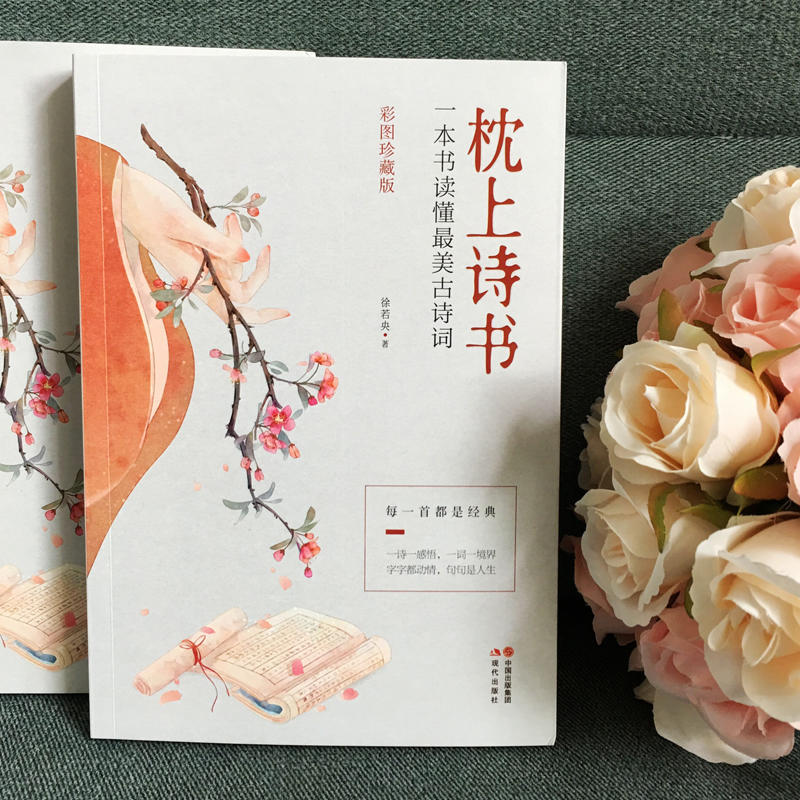 枕上诗书
一本书读懂最美古诗词
彩图珍藏版
徐若央·著
每一首都是经典
一诗一感悟，一词一境界
字字都动情，句句是人生
中国出版集团
现代出版社